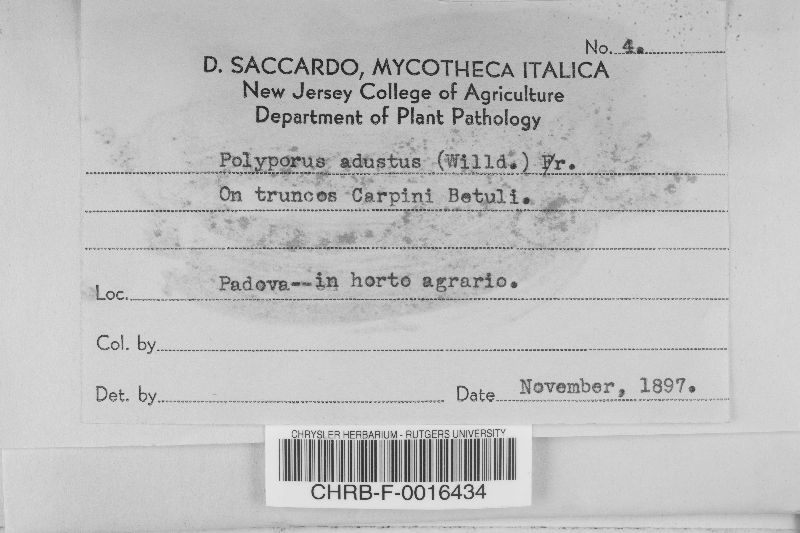 No. 4.
D. SACCARDO, MYCOTHECA ITALICA
New Jersey College of Agriculture
Department of Plant Pathology
Polyporus adustus (Willd.) Fr.
On truncos Carpini Betuli.
Loc. Padova--in horto agrario.
Col. by
Det. by Date November, 1897.
CHRYSLER HERBARIUM - RUTGERS UNIVERSITY
CHRB-F-0016434